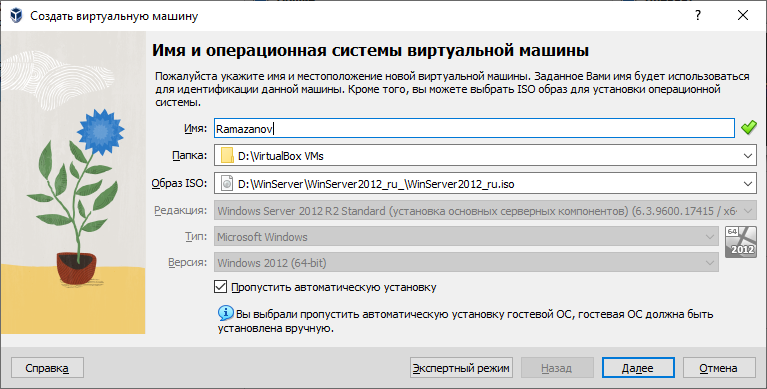 Создать виртуальную машину
Имя и операционная системы виртуальной машины
Пожалуйста укажите имя и местоположение новой виртуальной машины. Заданное Вами имя будет использоваться
для идентификации данной машины. Кроме того, вы можете выбрать ISO образ для установки операционной
системы.
Имя: Ramazanov
Папка: D:\VirtualBox VMs
Образ ISO: D:\WinServer\WinServer2012_ru_\WinServer2012_ru.iso
Редакция: Windows Server 2012 R2 Standard (установка основных серверных компонентов) (6.3.9600.17415 / x6
Тип: Microsoft Windows
64
Версия: Windows 2012 (64-bit)
2012
Пропустить автоматическую установку
Вы выбрали пропустить автоматическую установку гостевой ОС, гостевая ОС должна быть
установлена вручную.
Справка Экспертный режим Назад Далее Отмена